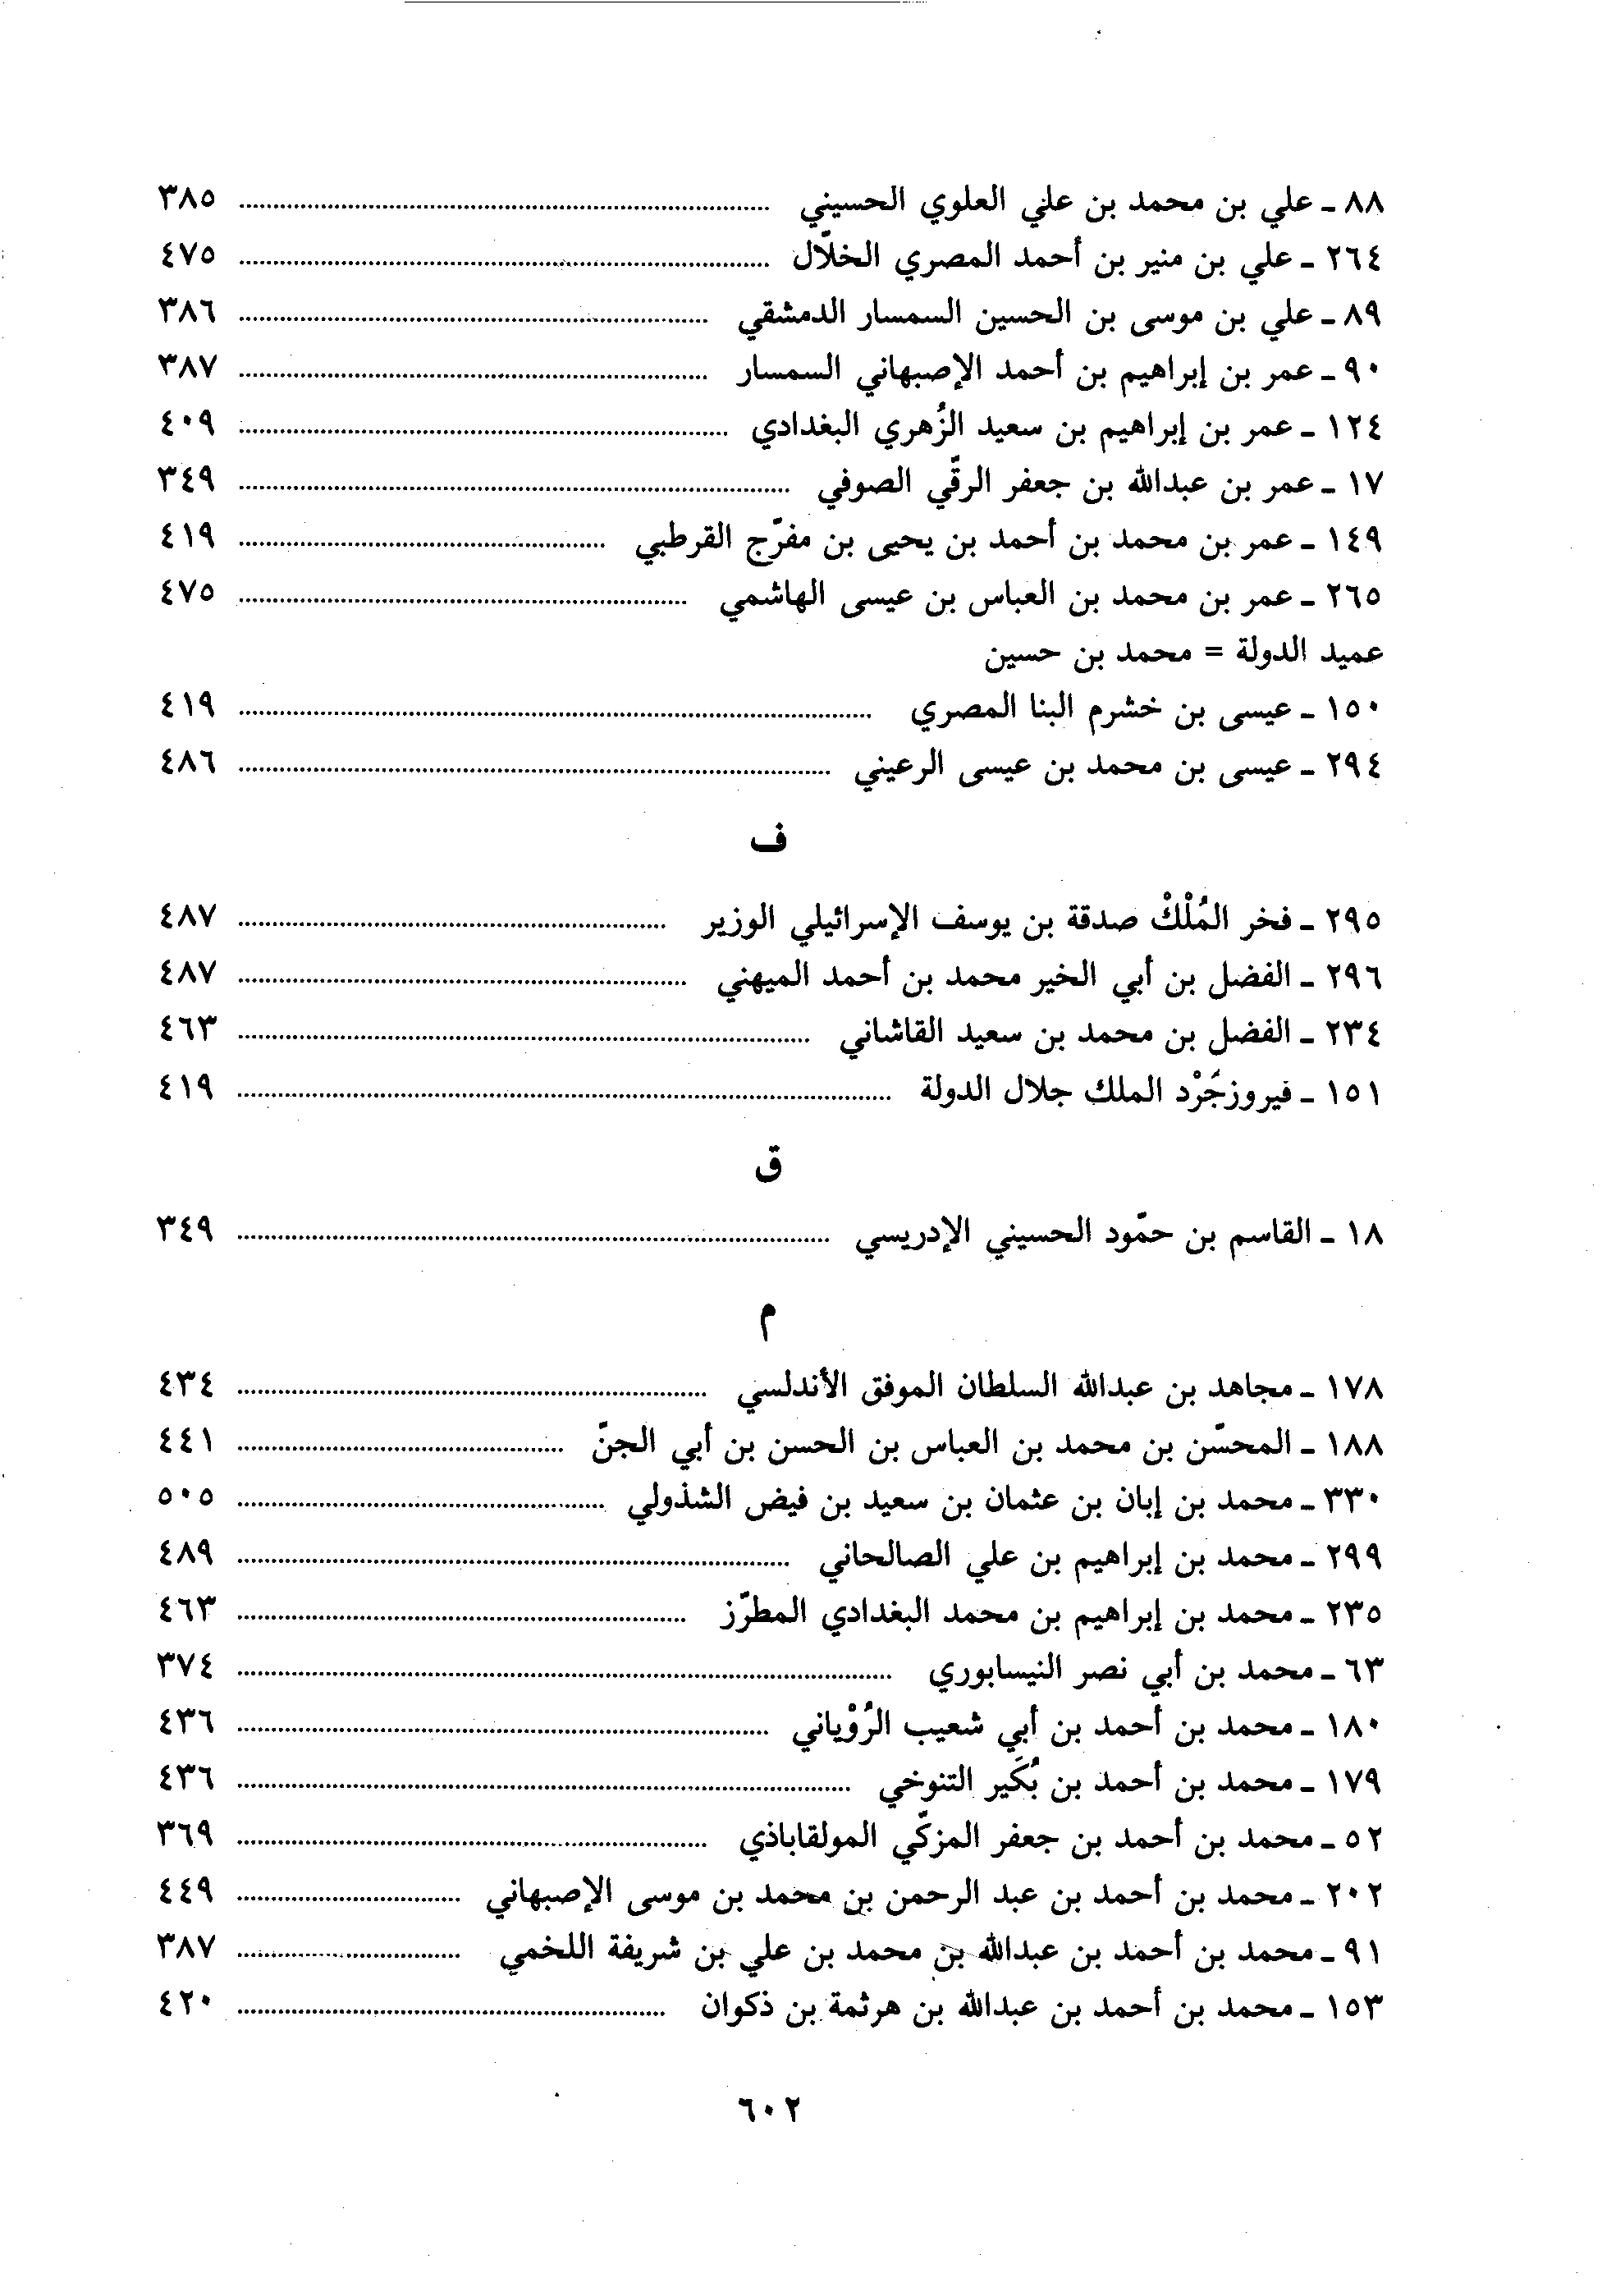 ٨٨ ـ علي بن محمد بن علي العلوي الحسيني ........ ٣٨٥
٢٦٤ ـ علي بن منير بن أحمد المصري الخلّال ........ ٤٧٥
٨٩ ـ علي بن موسى بن الحسين السمسار الدمشقي ........ ٣٨٦
٩٠ ـ عمر بن إبراهيم بن أحمد الإصبهاني السمسار ........ ٣٨٧
١٢٤ ـ عمر بن إبراهيم بن سعيد الزُهري البغدادي ........ ٤٠٩
١٧ ـ عمر بن عبدالله بن جعفر الرقّي الصوفي ........ ٣٤٩
١٤٩ ـ عمر بن محمد بن أحمد بن يحيى بن مفرّج القرطبي ........ ٤١٩
٢٦٥ ـ عمر بن محمد بن العباس بن عيسى الهاشمي ........ ٤٧٥
عميد الدولة = محمد بن حسين
١٥٠ ـ عيسى بن خشرم البنا المصري ........ ٤١٩
٢٩٤ ـ عيسى بن محمد بن عيسى الرعيني ........ ٤٨٦
ف
٢٩٥ ـ فخر المُلْكْ صدقة بن يوسف الإسرائيلي الوزير ........ ٤٨٧
٢٩٦ ـ الفضل بن أبي الخير محمد بن أحمد الميهني ........ ٤٨٧
٢٣٤ ـ الفضل بن محمد بن سعيد القاشاني ........ ٤٦٣
١٥١ ـ فيروزجَرْد الملك جلال الدولة ........ ٤١٩
ق
١٨ ـ القاسم بن حمّود الحسيني الإدريسي ........ ٣٤٩
م
١٧٨ ـ مجاهد بن عبدالله السلطان الموفق الأندلسي ........ ٤٣٤
١٨٨ ـ المحسّن بن محمد بن العباس بن الحسن بن أبي الجنّ ........ ٤٤١
٣٣٠ ـ محمد بن إبان بن عثمان بن سعيد بن فيض الشذولي ........ ٥٠٥
٢٩٩ ـ محمد بن إبراهيم بن علي الصالحاني ........ ٤٨٩
٢٣٥ ـ محمد بن إبراهيم بن محمد البغدادي المطرّز ........ ٤٦٣
٦٣ ـ محمد بن أبي نصر النيسابوري ........ ٣٧٤
١٨٠ ـ محمد بن أحمد بن أبي شعيب الرُوْياني ........ ٤٣٦
١٧٩ ـ محمد بن أحمد بن بُكَير التنوخي ........ ٤٣٦
٥٢ ـ محمد بن أحمد بن جعفر المزكّي المولقاباذي ........ ٣٦٩
٢٠٢ ـ محمد بن أحمد بن عبد الرحمن بن محمد بن موسى الإصبهاني ........ ٤٤٩
٩١ ـ محمد بن أحمد بن عبدالله بن محمد بن علي بن شريفة اللخمي ........ ٣٨٧
١٥٣ ـ محمد بن أحمد بن عبدالله بن هرثمة بن ذكوان ........ ٤٢٠
٦٠٢